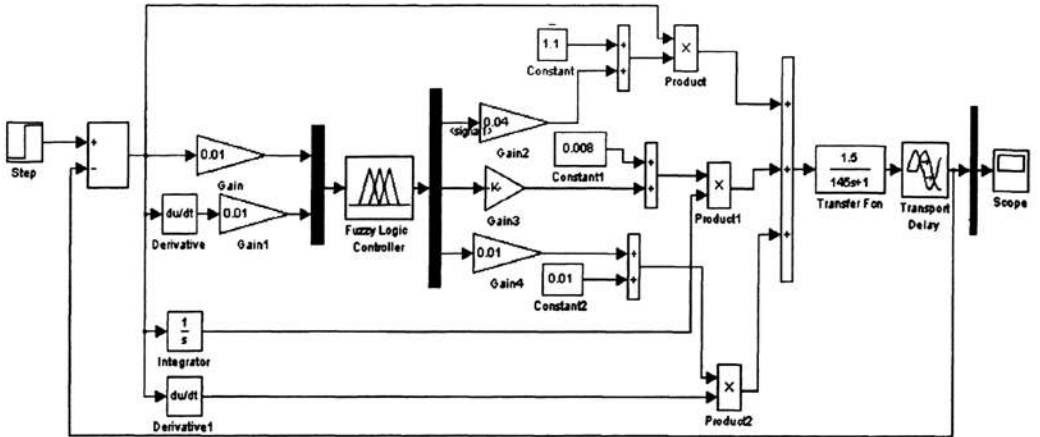 1.1
Constant
Product
0.04
<signal1>
Gain2
Step
0.01
Gain
0.008
Constant1
du/dt
Derivative
0.01
Gain1
Fuzzy Logic
Controller
K
Gain3
Product1
1.5
145s+1
Transfer Fcn
Transport
Delay
Scope
0.01
Gain4
0.01
Constant2
1
s
Integrator
du/dt
Derivative1
Product2